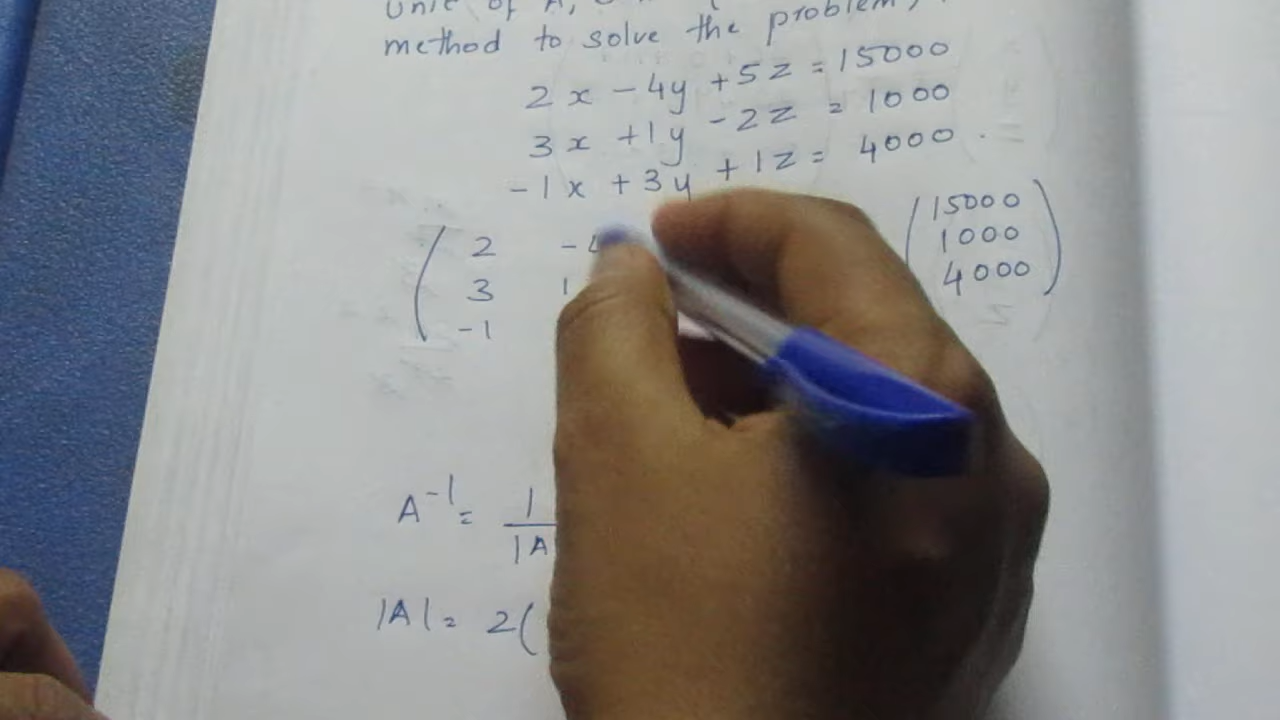 of A,
method to solve the problem,
2x - 4y + 5z = 15000
3x + 1y - 2z = 1000
-1x + 3y + 1z = 4000.
2 - 15000
3 1 1000
-1 4000
A-1 = 1
|A
|A| = 2(